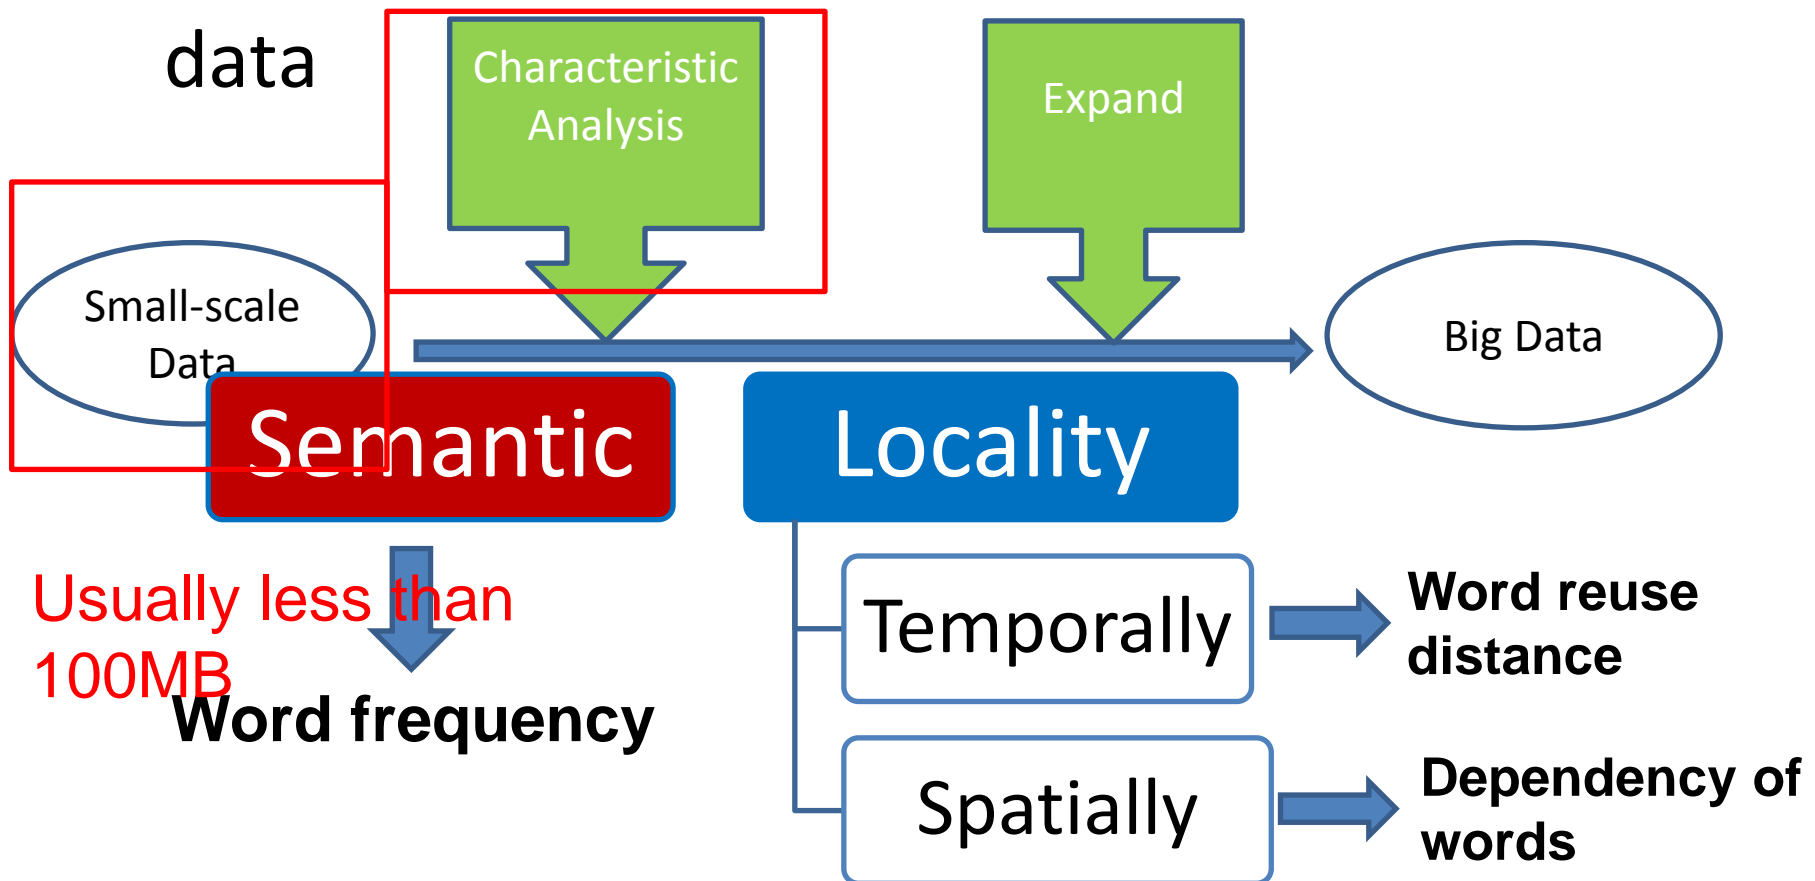 data
Characteristic
Analysis
Expand
Small-scale
Data
Big Data
Semantic
Locality
Usually less than
100MB
Word frequency
Temporally
Word reuse
distance
Spatially
Dependency of
words